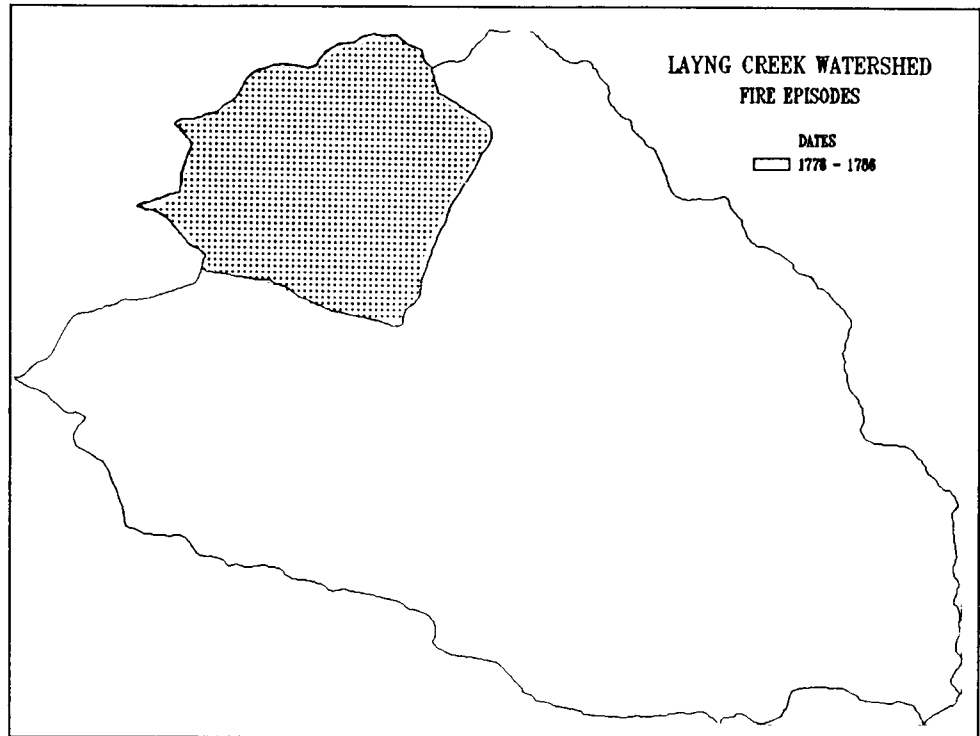 LAYNG CREEK WATERSHED
FIRE EPISODES
DATES
1778 - 1786